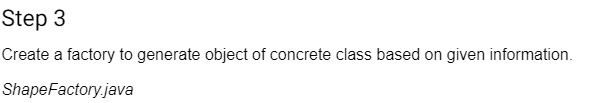 Step 3
Create a factory to generate object of concrete class based on given information.
ShapeFactory.java